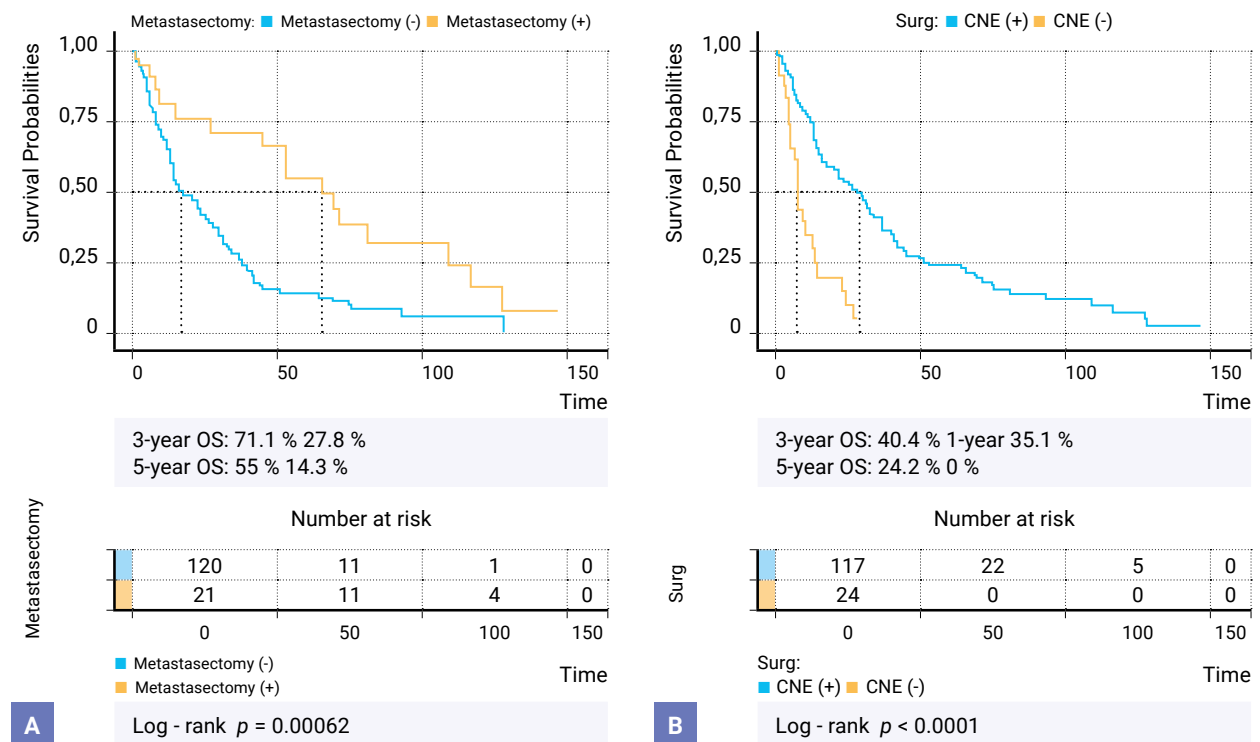 Metastasectomy: Metastasectomy (-) Metastasectomy (+)
Survival Probabilities
1,00
0,75
0,50
0,25
0
0 50 100 150
Time
3-year OS: 71.1 % 27.8 %
5-year OS: 55 % 14.3 %
Number at risk
Metastasectomy
120 11 1 0
21 11 4 0
0 50 100 150
Time
Metastasectomy (-)
Metastasectomy (+)
A
Log - rank p = 0.00062
Surg: CNE (+) CNE (-)
Survival Probabilities
1,00
0,75
0,50
0,25
0
0 50 100 150
Time
3-year OS: 40.4 % 1-year 35.1 %
5-year OS: 24.2 % 0 %
Number at risk
Surg
117 22 5 0
24 0 0 0
0 50 100 150
Time
Surg:
CNE (+) CNE (-)
B
Log - rank p < 0.0001